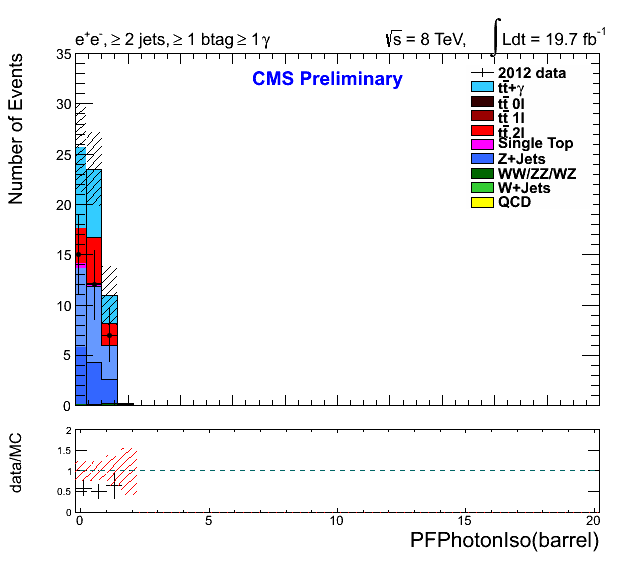 e⁺e⁻, ≥ 2 jets, ≥ 1 btag ≥ 1 γ √s = 8 TeV, ∫ Ldt = 19.7 fb⁻¹
CMS Preliminary
Number of Events
35
30
25
20
15
10
5
0
2012 data
tt̄+γ
tt̄ 0l
tt̄ 1l
tt̄ 2l
Single Top
Z+Jets
WW/ZZ/WZ
W+Jets
QCD
data/MC
2
1.5
1
0.5
0
0 5 10 15 20
PFPhotonIso(barrel)